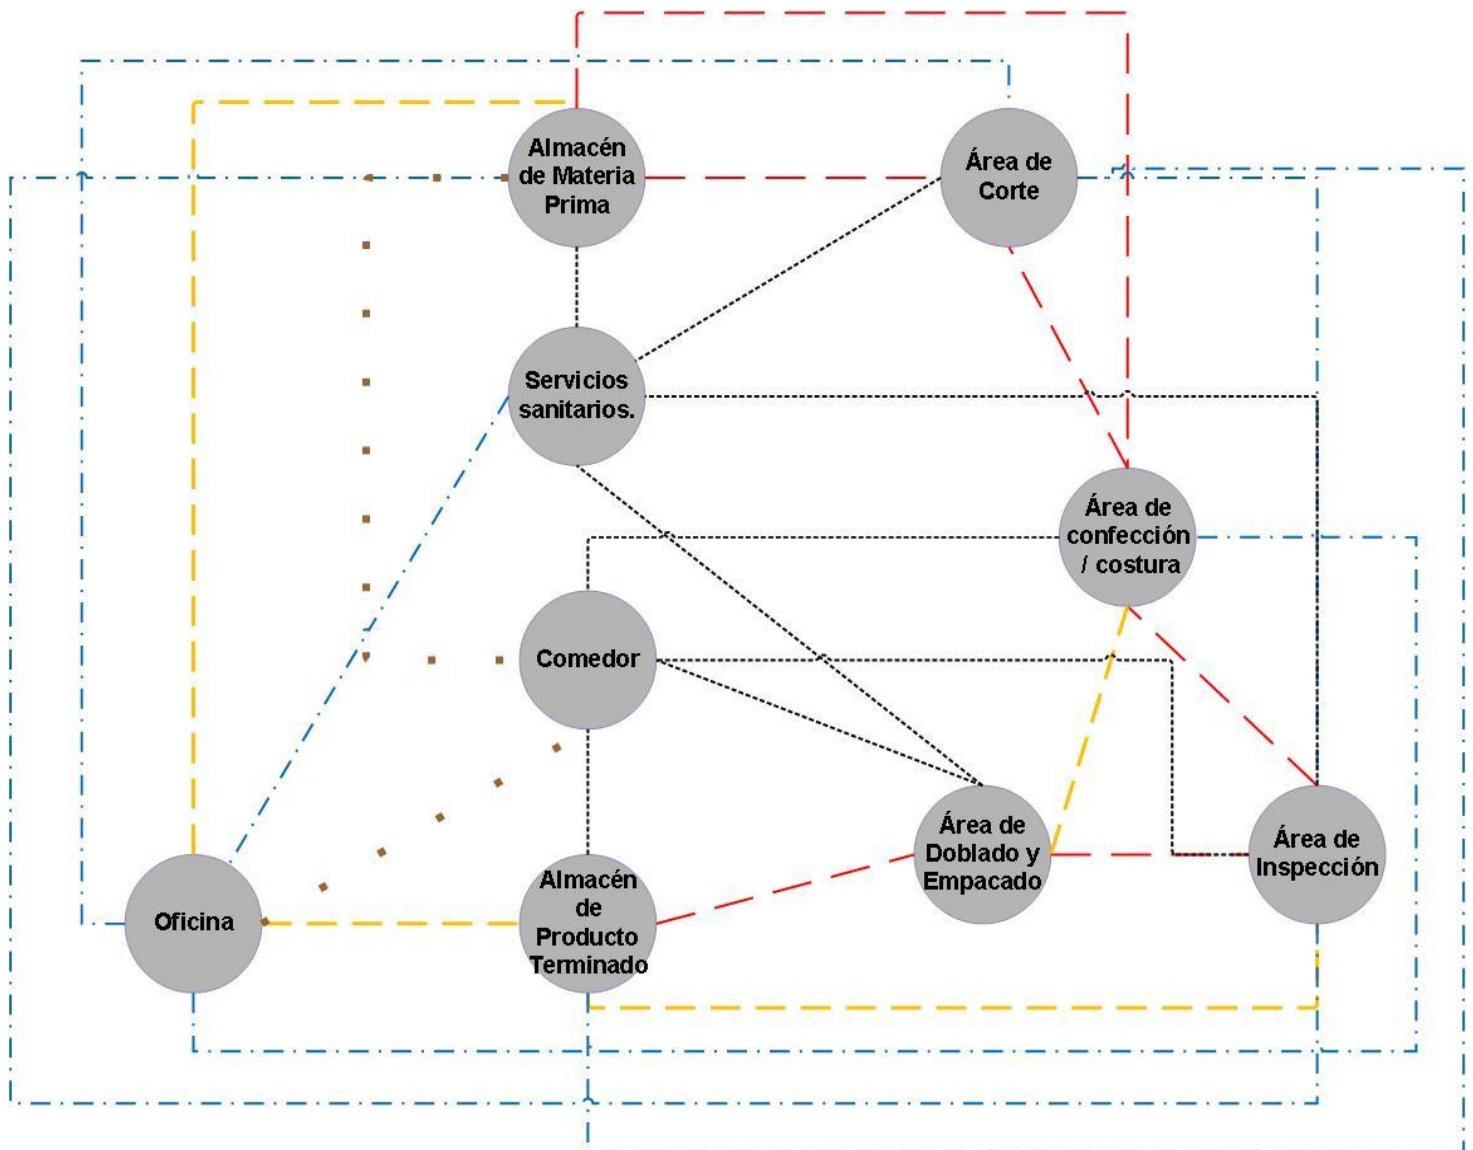 Almacén
de Materia
Prima
Área de
Corte
Servicios
sanitarios.
Área de
confección
/ costura
Comedor
Área de
Doblado y
Empacado
Área de
Inspección
Oficina
Almacén
de
Producto
Terminado